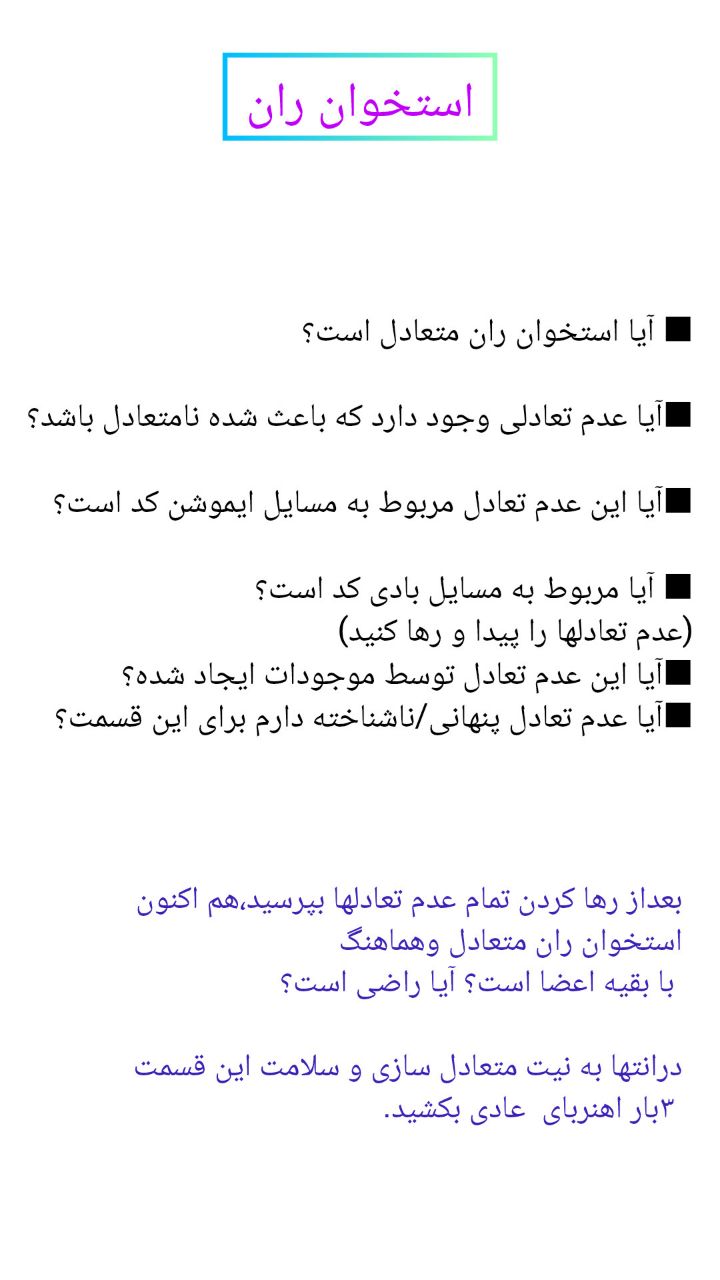 استخوان ران
■ آیا استخوان ران متعادل است؟
■آیا عدم تعادلی وجود دارد که باعث شده نامتعادل باشد؟
■آیا این عدم تعادل مربوط به مسایل ایموشن کد است؟
■ آیا مربوط به مسایل بادی کد است؟
(عدم تعادلها را پیدا و رها کنید)
■آیا این عدم تعادل توسط موجودات ایجاد شده؟
■آیا عدم تعادل پنهانی/ناشناخته دارم برای این قسمت؟
بعداز رها کردن تمام عدم تعادلها بپرسید،هم اکنون
استخوان ران متعادل وهماهنگ
با بقیه اعضا است؟ آیا راضی است؟
درانتها به نیت متعادل سازی و سلامت این قسمت
۳بار اهنربای  عادی بکشید.